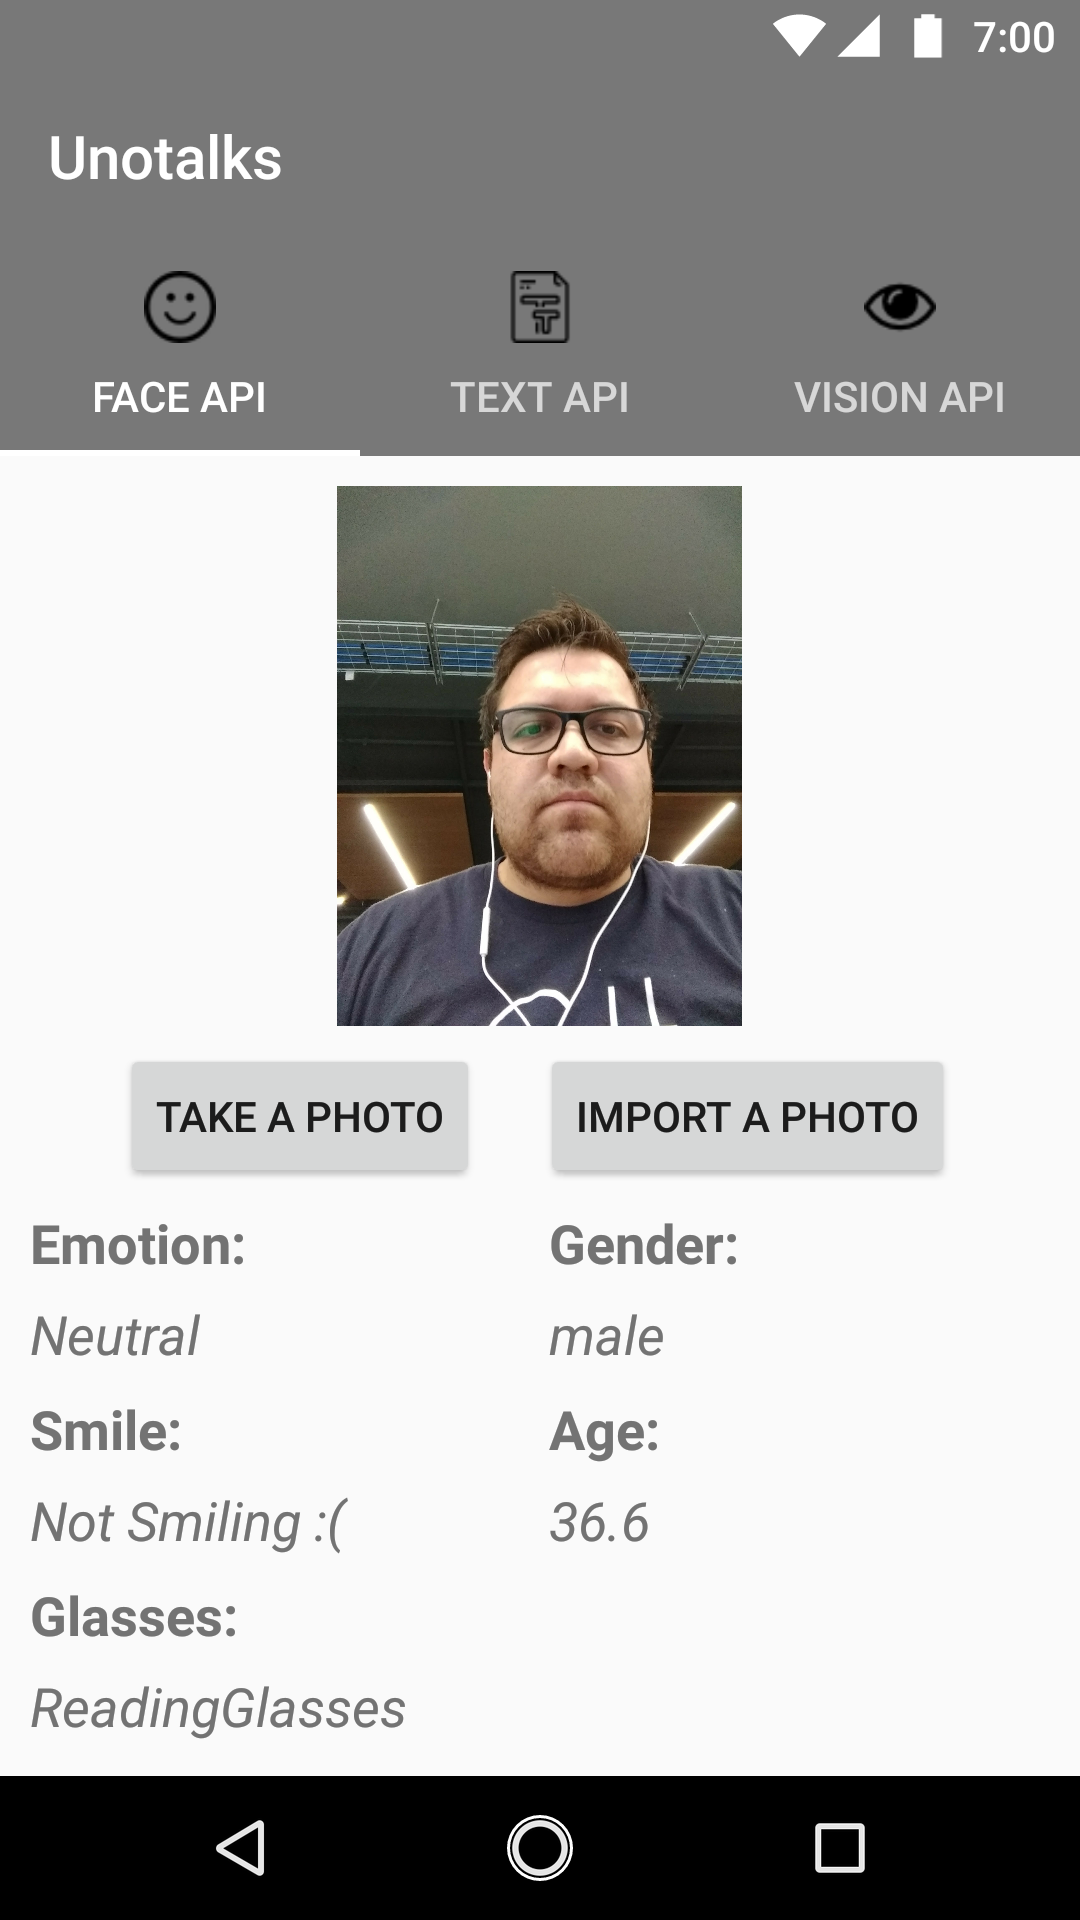 7:00
Unotalks
FACE API
TEXT API
VISION API
TAKE A PHOTO
IMPORT A PHOTO
Emotion:
Gender:
Neutral
male
Smile:
Age:
Not Smiling :(
36.6
Glasses:
ReadingGlasses